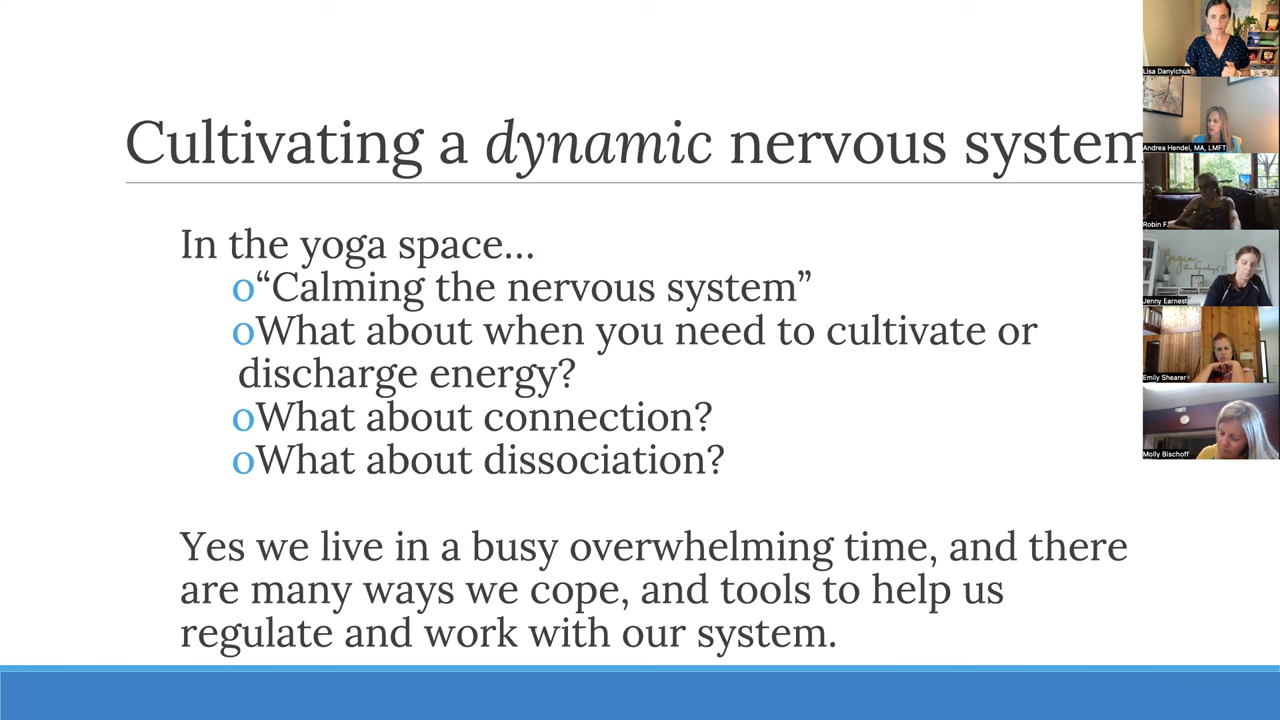 Cultivating a dynamic nervous system
In the yoga space…
o“Calming the nervous system”
oWhat about when you need to cultivate or
discharge energy?
oWhat about connection?
oWhat about dissociation?
Yes we live in a busy overwhelming time, and there
are many ways we cope, and tools to help us
regulate and work with our system.
Lisa Danylchuk
Andrea Hendel, MA, LMFT
Robin F.
Begin
Jenny Earnest
Emily Shearer
Molly Bischoff